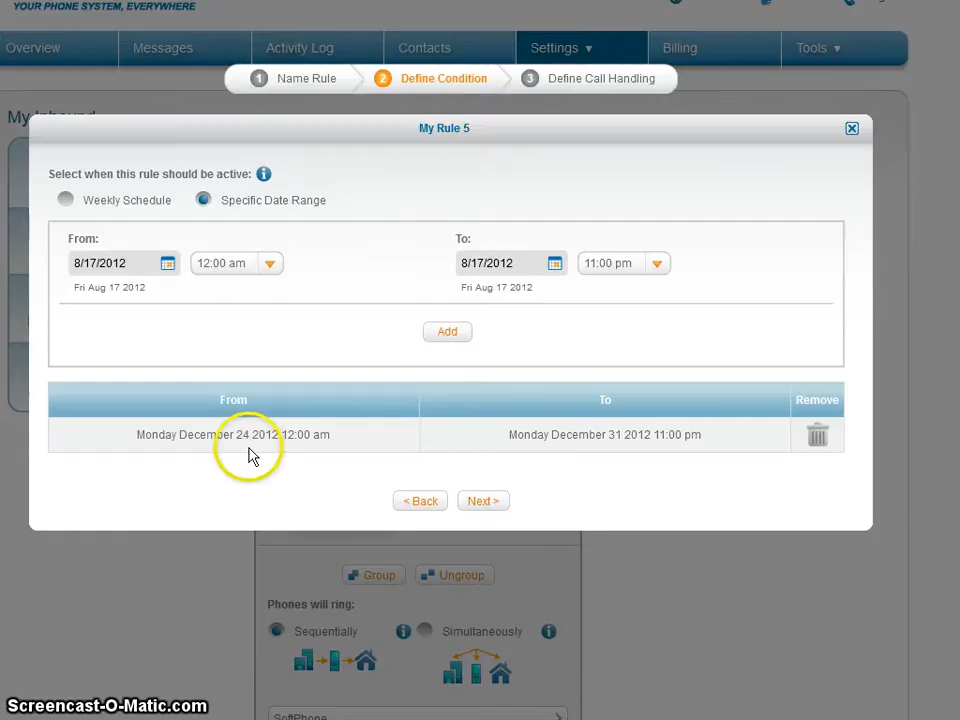 YOUR PHONE SYSTEM, EVERYWHERE
Overview Messages Activity Log Contacts Settings ▼ Billing Tools ▼
1 Name Rule 2 Define Condition 3 Define Call Handling
My Inbound
My Rule 5
Select when this rule should be active: i
Weekly Schedule Specific Date Range
From: To:
8/17/2012 12:00 am 8/17/2012 11:00 pm
Fri Aug 17 2012 Fri Aug 17 2012
Add
From To Remove
Monday December 24 2012 12:00 am Monday December 31 2012 11:00 pm
< Back Next >
Group Ungroup
Phones will ring:
Sequentially i Simultaneously i
SoftPhone
Screencast-O-Matic.com